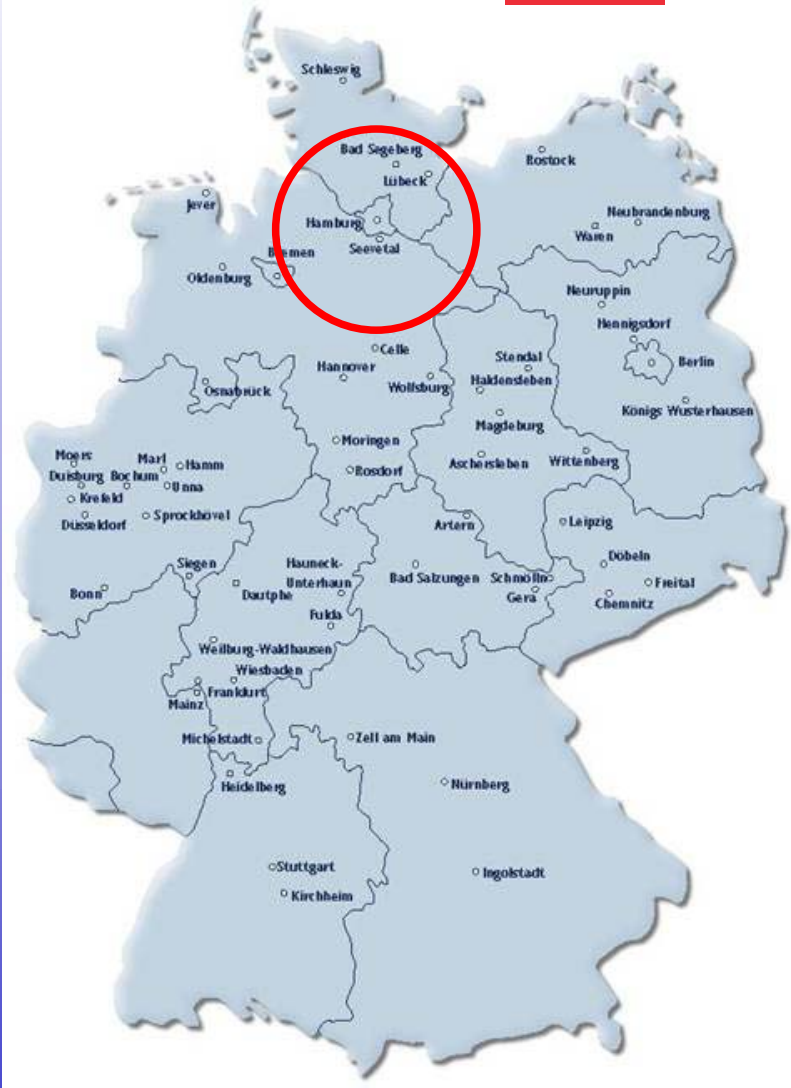 Schleswig
Bad Segeberg
Rostock
Lübeck
Jever
Neubrandenburg
Hamburg
Waren
Seevetal
Bremen
Oldenburg
Neuruppin
Hennigsdorf
Celle
Stendal
Berlin
Hannover
Haldensleben
Wolfsburg
Osnabrück
Königs Wusterhausen
Magdeburg
Moringen
Moers
Marl
Hamm
Aschersleben
Wittenberg
Duisburg
Bochum
Rosdorf
Unna
Krefeld
Düsseldorf
Sprockhövel
Artern
Leipzig
Döbeln
Siegen
Hauneck-
Unterhaun
Bad Salzungen
Schmölln
Freital
Bonn
Dautphe
Gera
Chemnitz
Fulda
Weilburg-Waldhausen
Wiesbaden
Frankfurt
Mainz
Michelstadt
Zell am Main
Heidelberg
Nürnberg
Stuttgart
Ingolstadt
Kirchheim